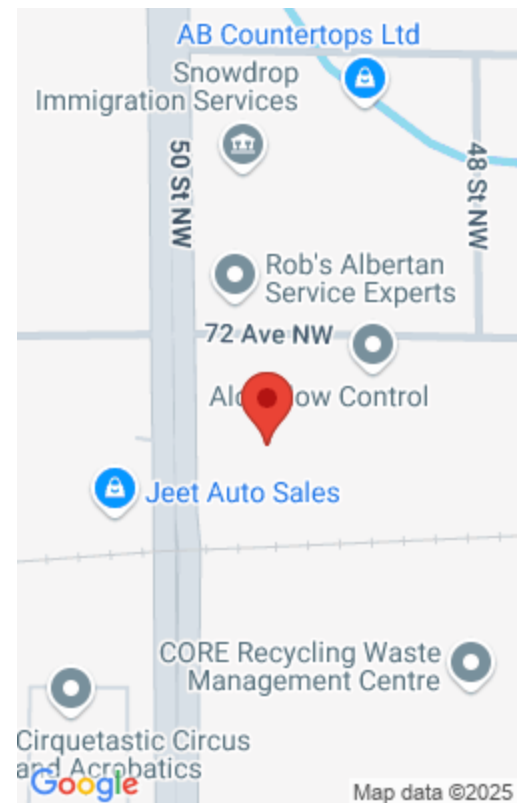 AB Countertops Ltd
Snowdrop
Immigration Services
50 St NW
48 St NW
Rob's Albertan
Service Experts
72 Ave NW
Control
Jeet Auto Sales
CORE Recycling Waste
Management Centre
Cirquetastic Circus
and Acrobatics
Google
Map data ©2025